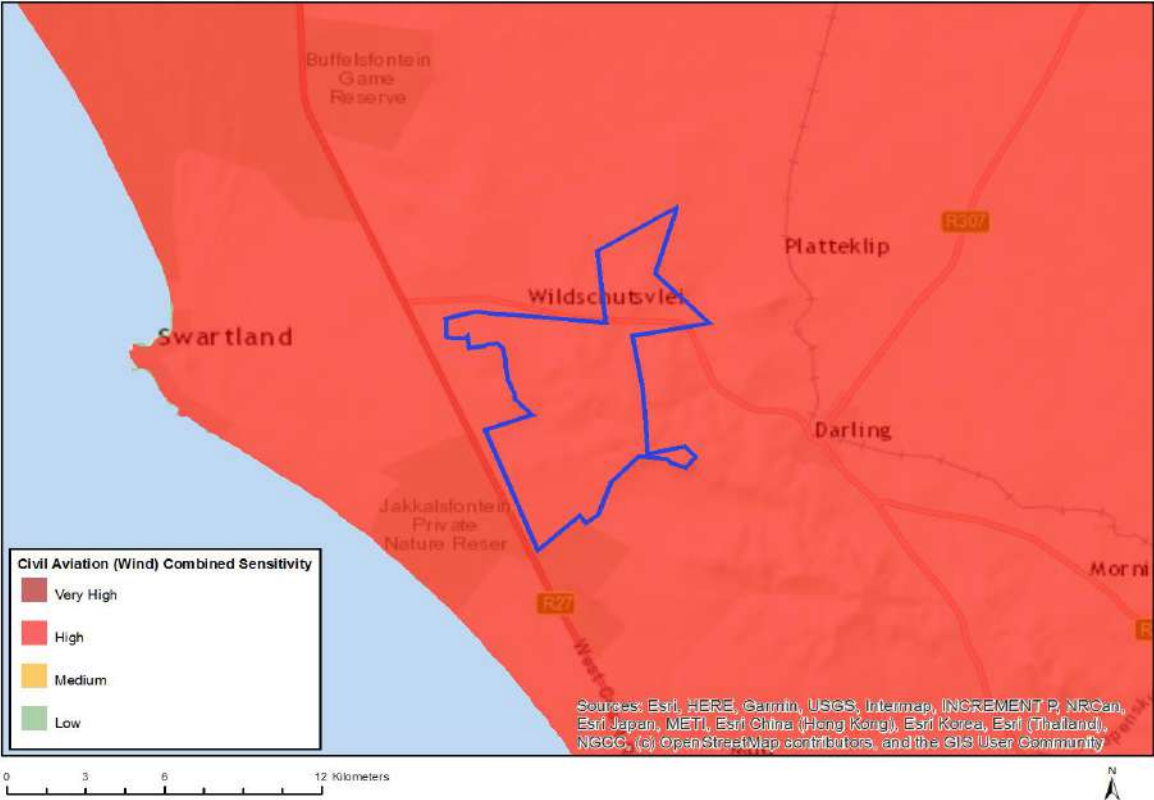 Buffelsfontein
Game
Reserve
R307
Platteklip
Wildschutsvlei
Swartland
Darling
Jakkalsfontein
Private
Nature Reser
Morni
R27
R
West C
Civil Aviation (Wind) Combined Sensitivity
Very High
High
Medium
Low
Sources: Esri, HERE, Garmin, USGS, Intermap, INCREMENT P, NRCan,
Esri Japan, METI, Esri China (Hong Kong), Esri Korea, Esri (Thailand),
NGCC, (c) OpenStreetMap contributors, and the GIS User Community
0 3 6 12 Kilometers
N